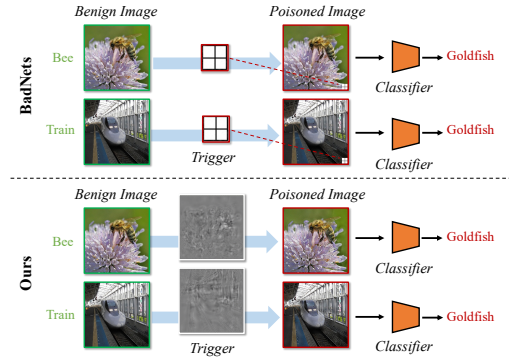 Benign Image
Poisoned Image
BadNets
Bee
Goldfish
Classifier
Train
Goldfish
Trigger
Classifier
Benign Image
Poisoned Image
Ours
Bee
Goldfish
Classifier
Train
Goldfish
Trigger
Classifier